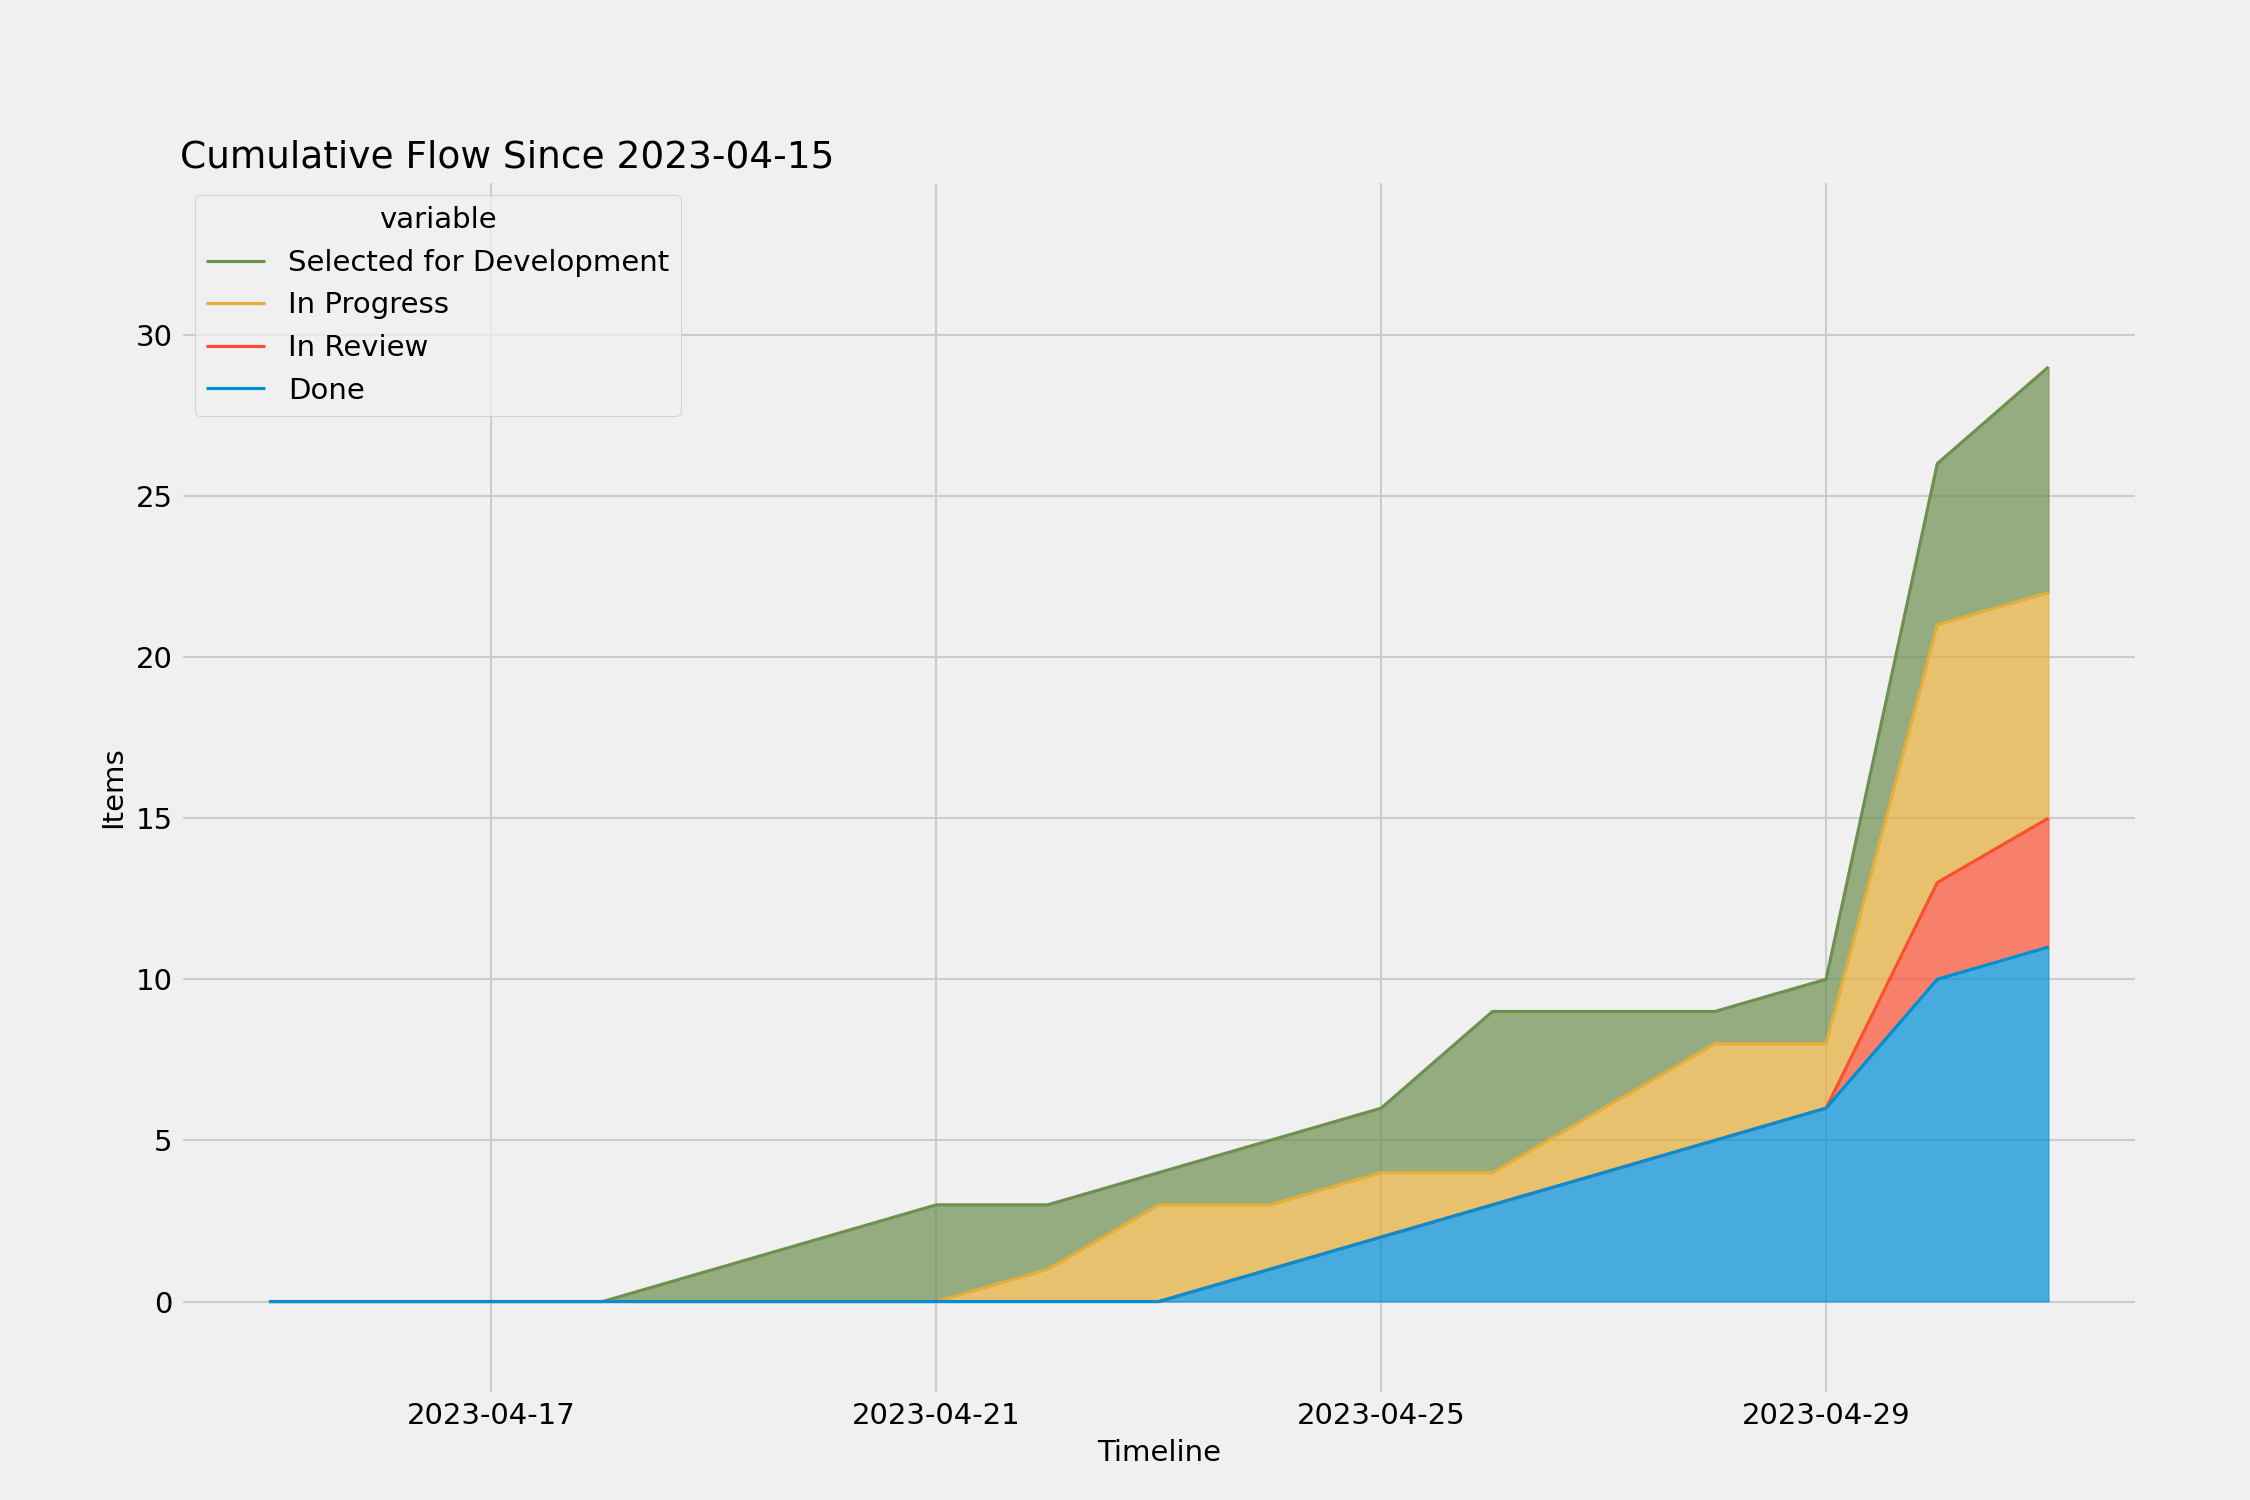 Cumulative Flow Since 2023-04-15
variable
Selected for Development
In Progress
In Review
Done
30
25
20
15
10
5
0
Items
2023-04-17 2023-04-21 2023-04-25 2023-04-29
Timeline